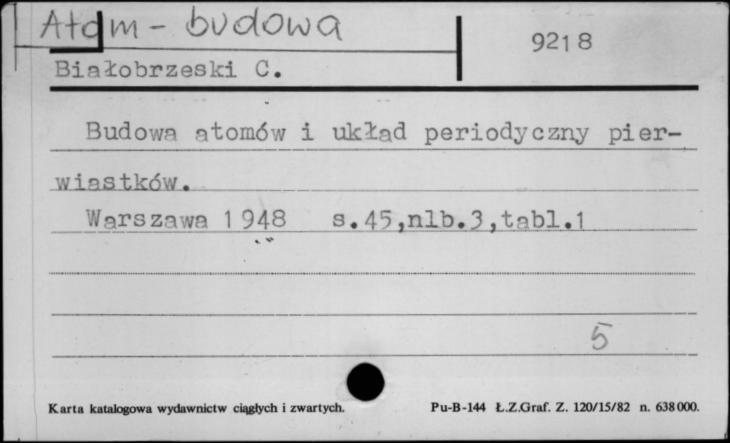 Atom - budowa
9218
Białobrzeski C.
Budowa atomów i układ periodyczny pier-
wiastków.
Warszawa 1948 s.45,nlb.3,tabl.1
5
Karta katalogowa wydawnictw ciągłych i zwartych. Pu-B-144 Ł.Z.Graf. Z. 120/15/82 n. 638000.